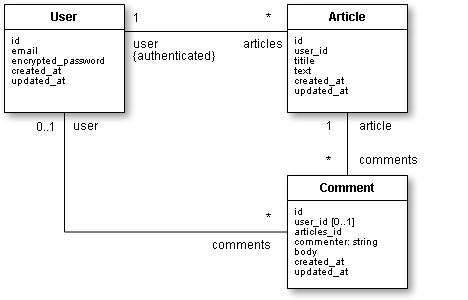 User
id
email
encrypted_password
created_at
updated_at
1
*
user
{authenticated}
articles
Article
id
user_id
titile
text
created_at
updated_at
0..1
user
1
article
*
comments
*
comments
Comment
id
user_id [0..1]
articles_id
commenter: string
body
created_at
updated_at